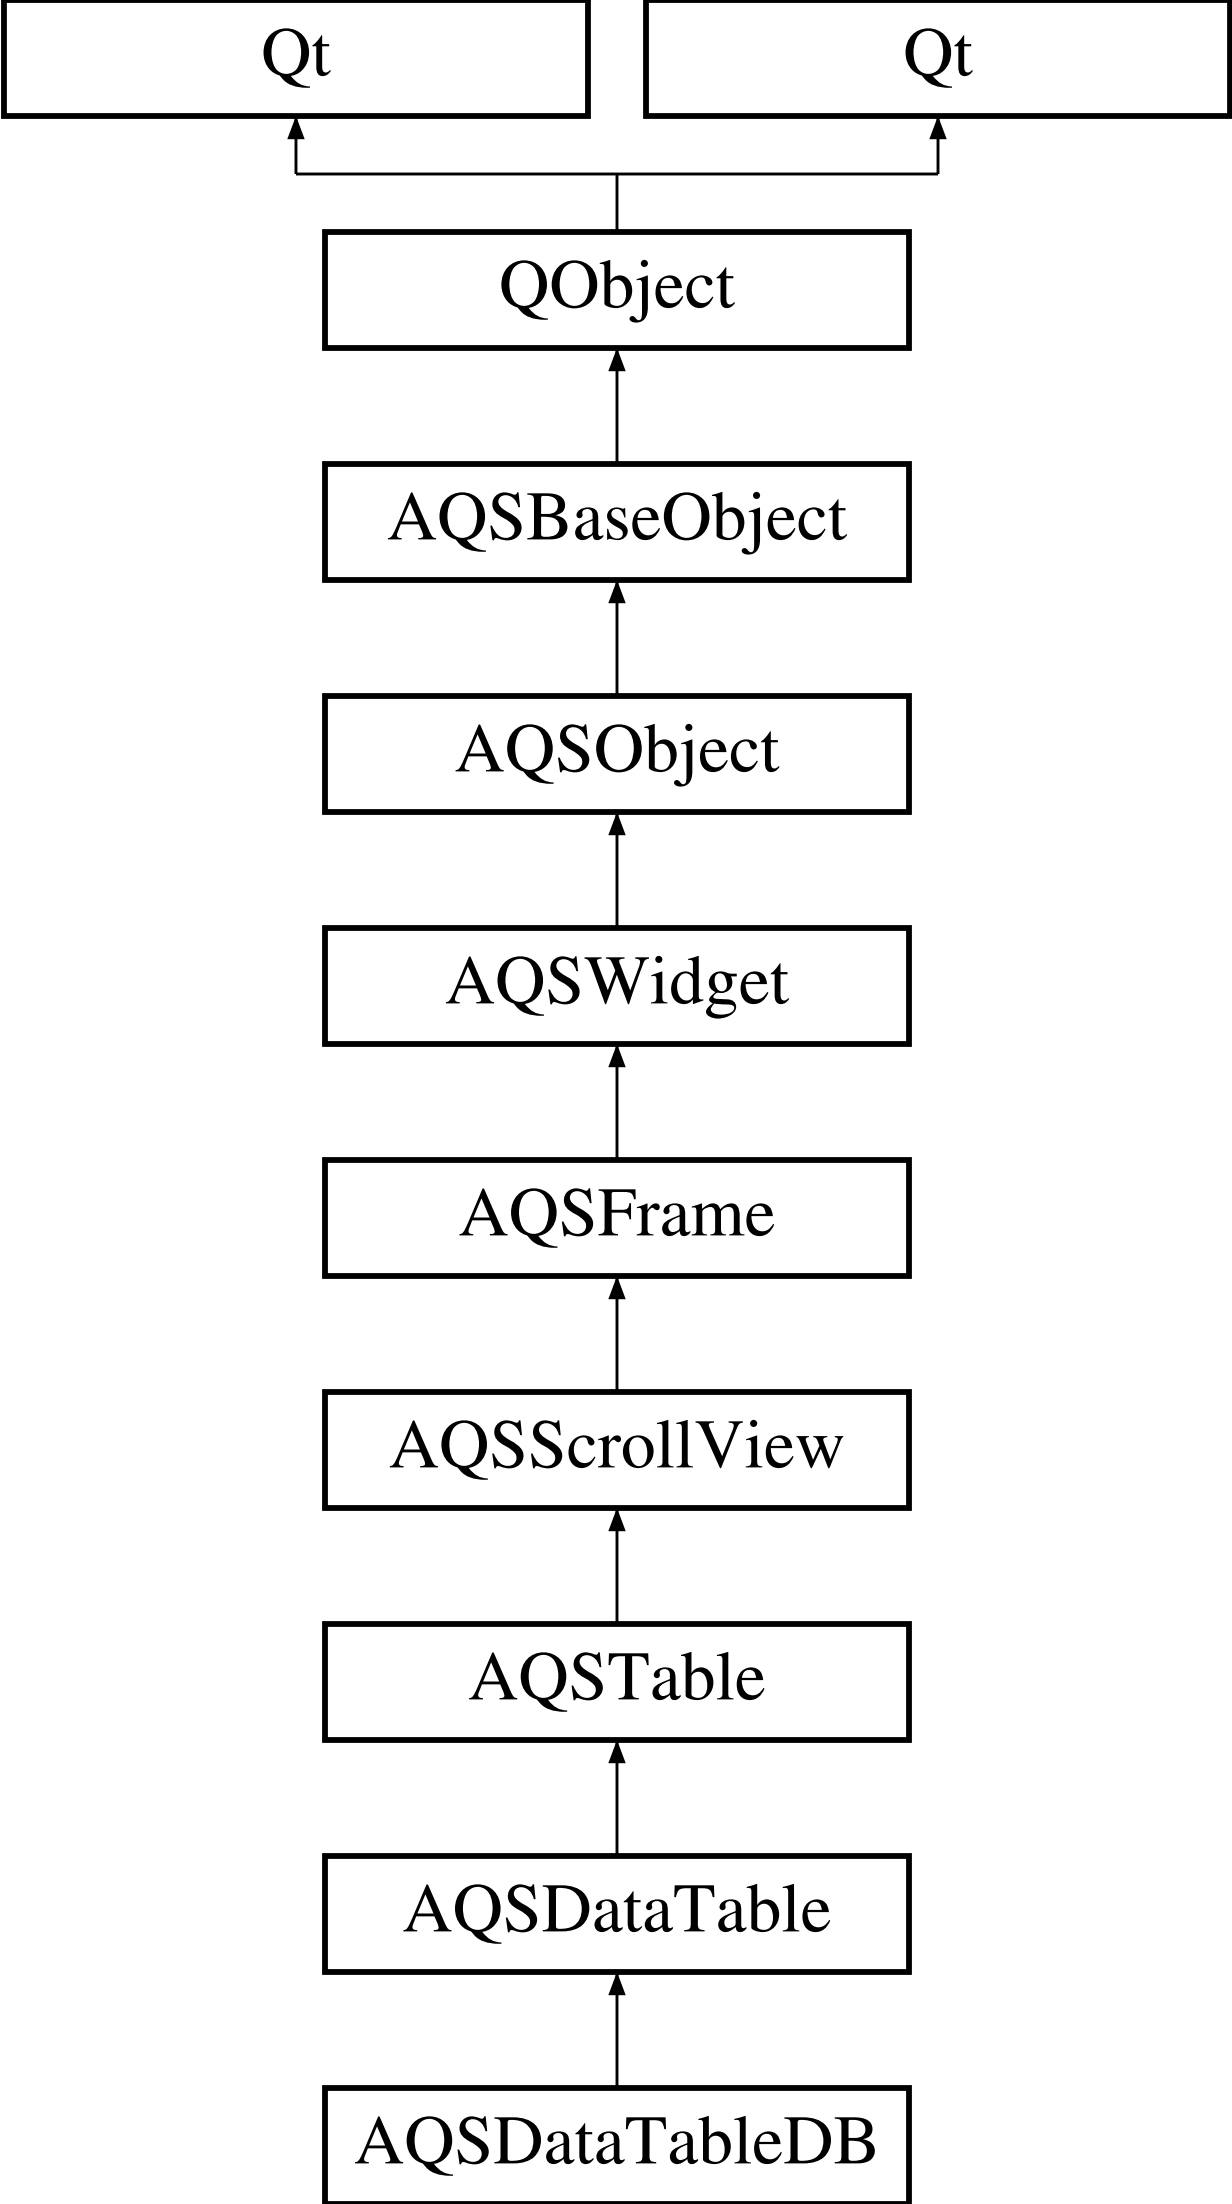 Qt
Qt
QObject
AQSBaseObject
AQSObject
AQSWidget
AQSFrame
AQSScrollView
AQSTable
AQSDataTable
AQSDataTableDB